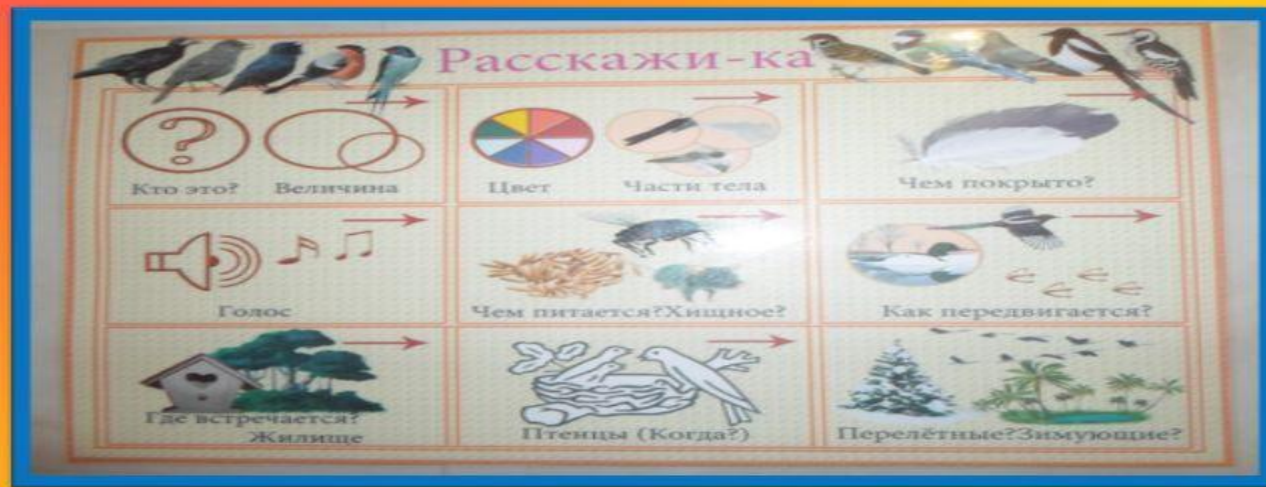 Расскажи-ка
Кто это? Величина
Цвет Части тела
Чем покрыто?
Голос
Чем питается?Хищное?
Как передвигается?
Где встречается?
Жилище
Птенцы (Когда?)
Перелётные?Зимующие?